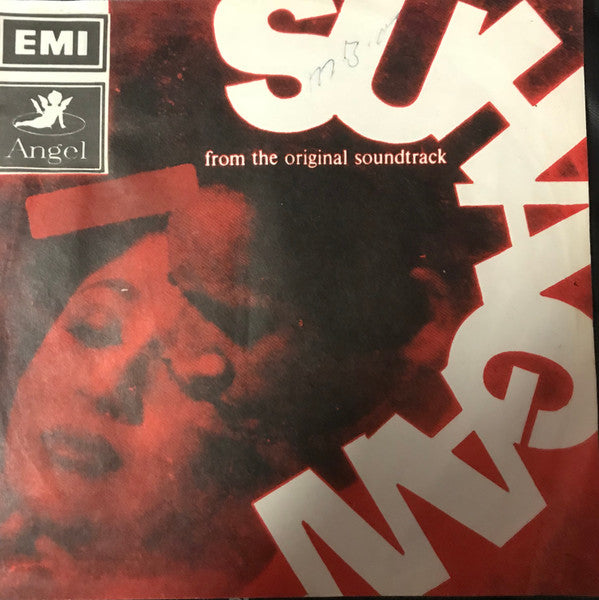 EMI
Angel
SUHAGAN
from the original soundtrack